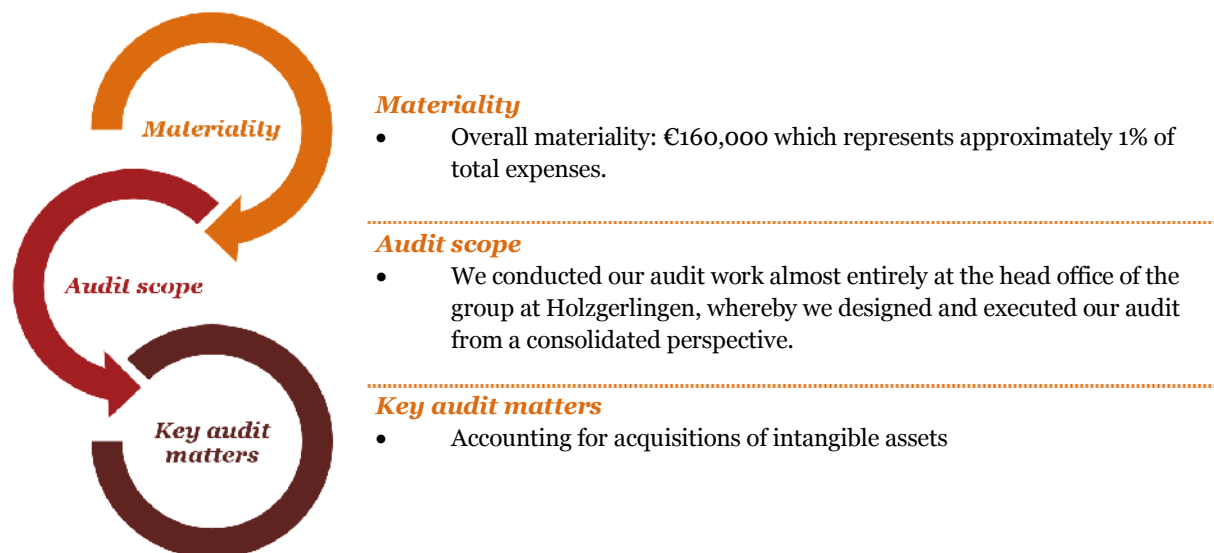 Materiality
Audit scope
Key audit
matters
Materiality
• Overall materiality: €160,000 which represents approximately 1% of
total expenses.
Audit scope
• We conducted our audit work almost entirely at the head office of the
group at Holzgerlingen, whereby we designed and executed our audit
from a consolidated perspective.
Key audit matters
• Accounting for acquisitions of intangible assets